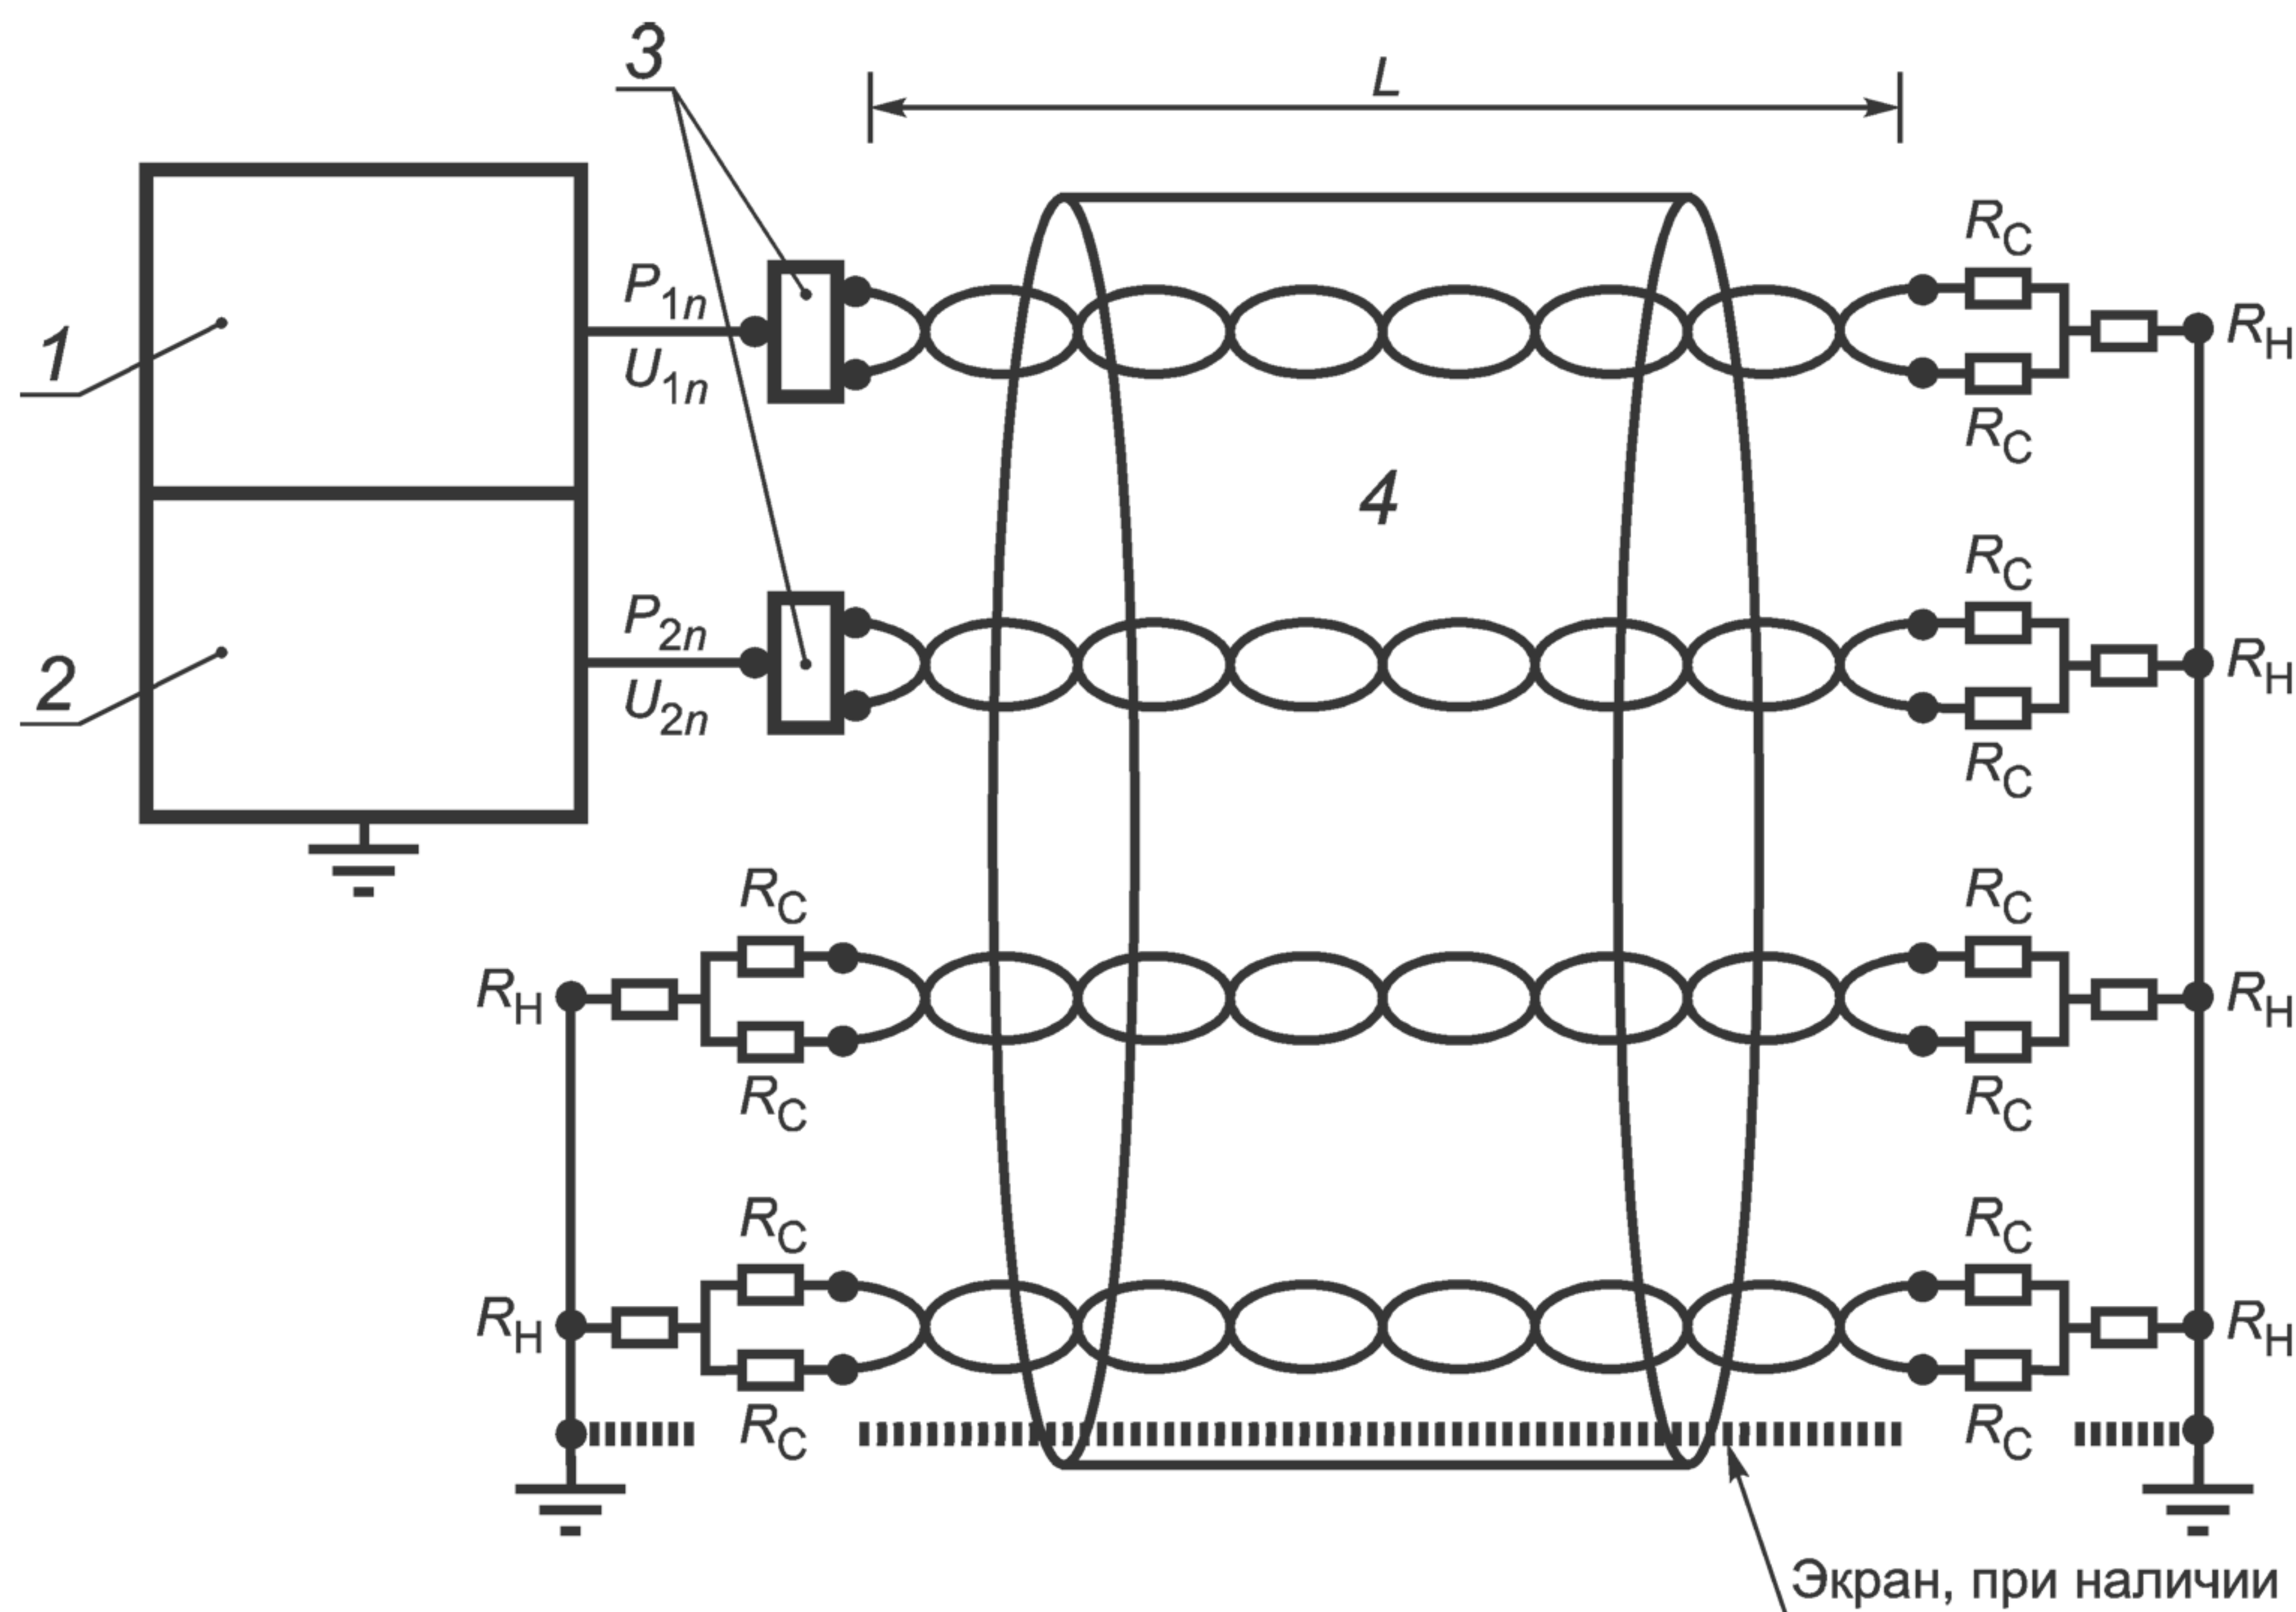 3
L
R_C
P_1n
1
R_H
U_1n
R_C
4
R_C
P_2n
2
R_H
U_2n
R_C
R_C
R_C
R_H
R_H
R_C
R_C
R_C
R_C
R_H
R_H
R_C
R_C
Экран, при наличии